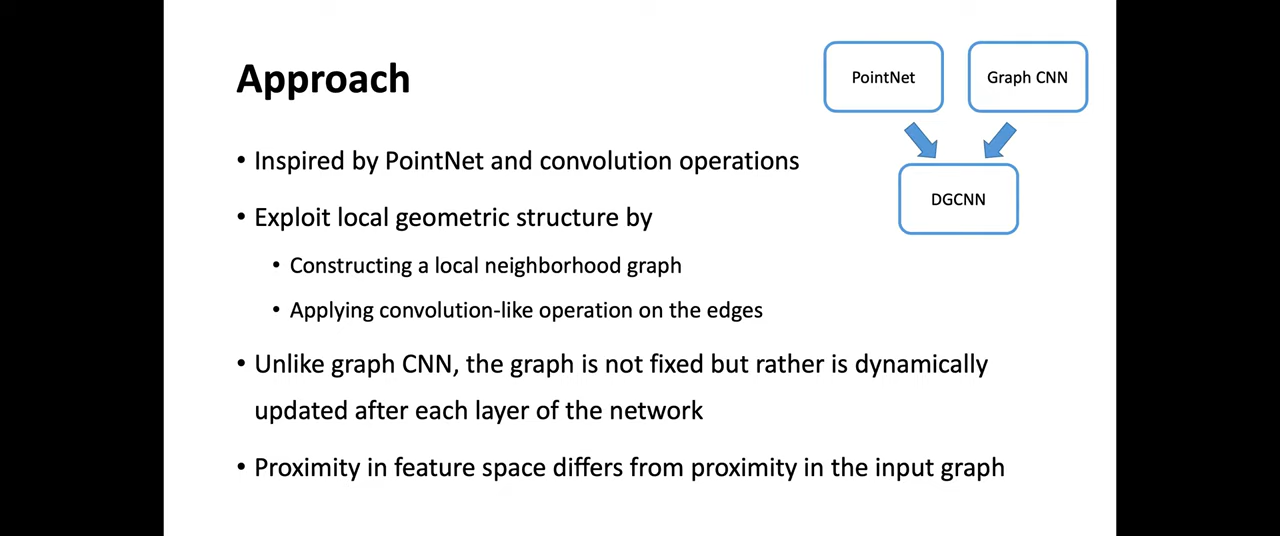 Approach
PointNet
Graph CNN
DGCNN
• Inspired by PointNet and convolution operations
• Exploit local geometric structure by
• Constructing a local neighborhood graph
• Applying convolution-like operation on the edges
• Unlike graph CNN, the graph is not fixed but rather is dynamically
updated after each layer of the network
• Proximity in feature space differs from proximity in the input graph